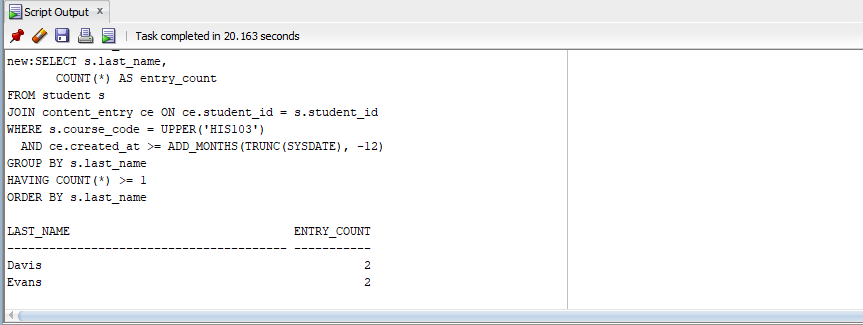 Script Output x
Task completed in 20.163 seconds
new:SELECT s.last_name,
       COUNT(*) AS entry_count
FROM student s
JOIN content_entry ce ON ce.student_id = s.student_id
WHERE s.course_code = UPPER('HIS103')
  AND ce.created_at >= ADD_MONTHS(TRUNC(SYSDATE), -12)
GROUP BY s.last_name
HAVING COUNT(*) >= 1
ORDER BY s.last_name
LAST_NAME                                ENTRY_COUNT
---------------------------------------- -----------
Davis                                              2
Evans                                              2